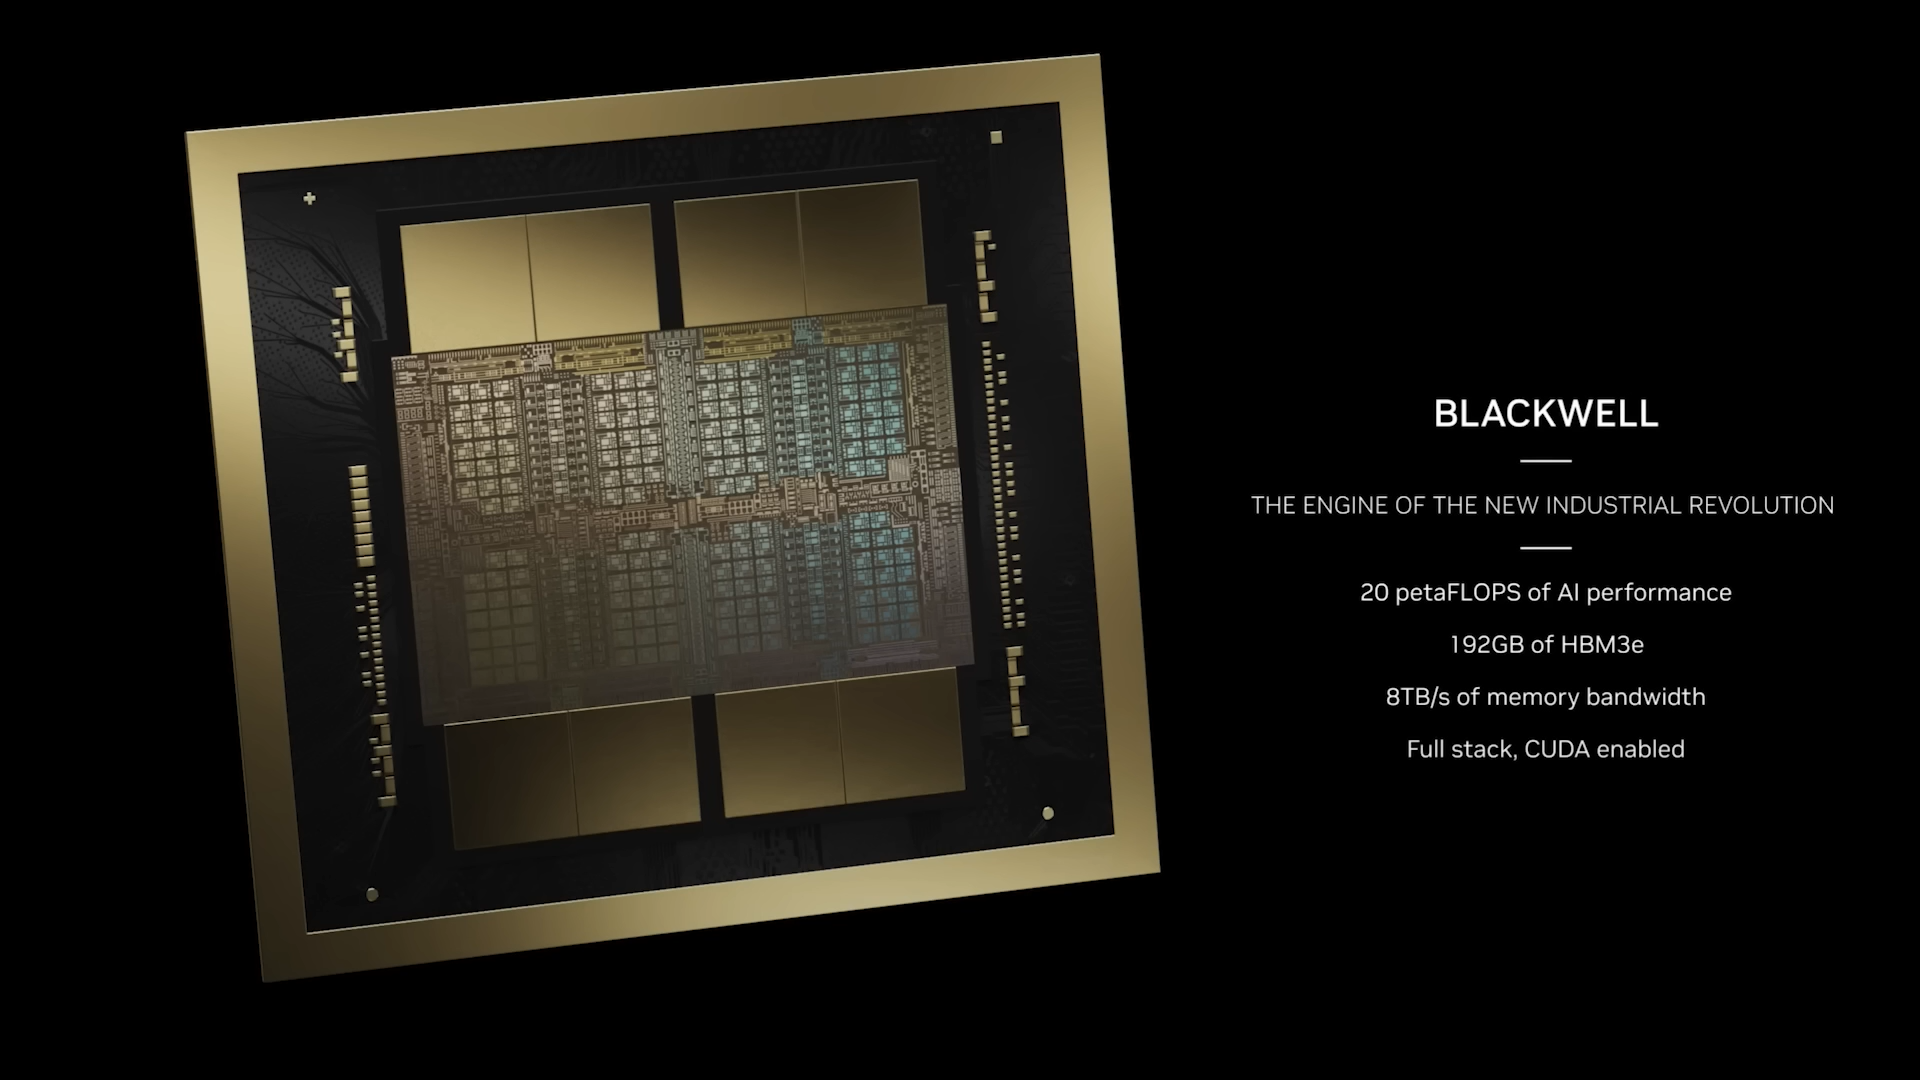 BLACKWELL
THE ENGINE OF THE NEW INDUSTRIAL REVOLUTION
20 petaFLOPS of AI performance
192GB of HBM3e
8TB/s of memory bandwidth
Full stack, CUDA enabled